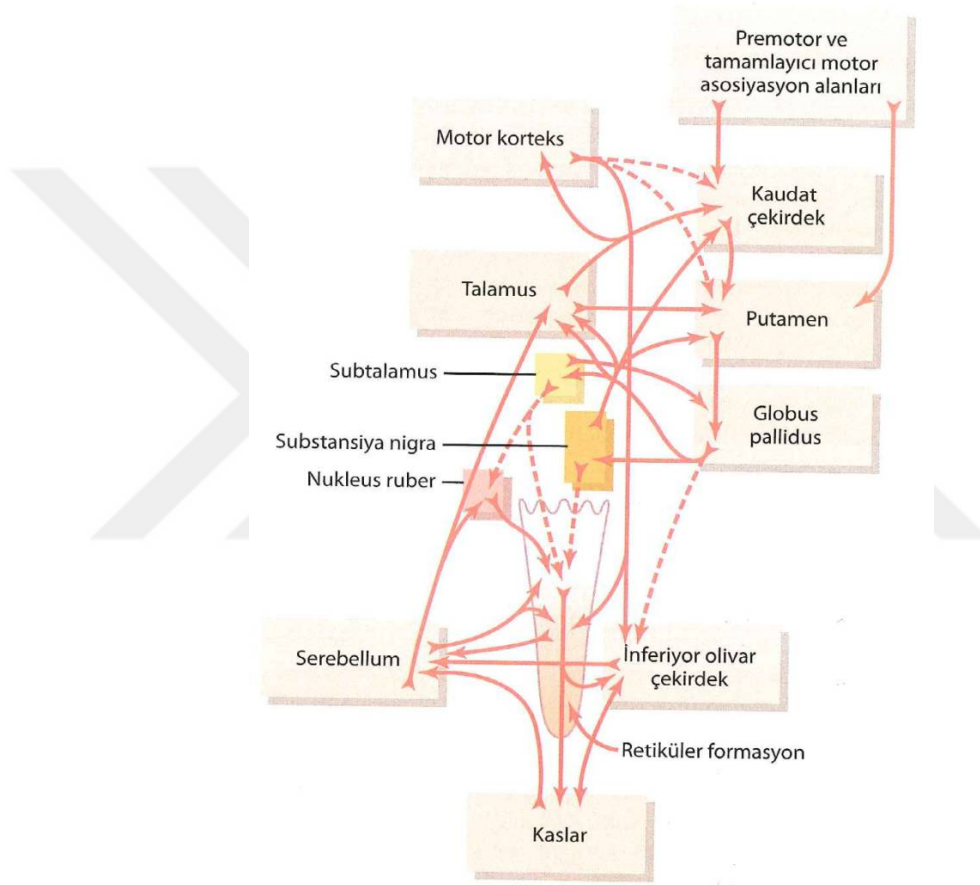 Premotor ve
tamamlayıcı motor
asosiyasyon alanları
Motor korteks
Kaudat
çekirdek
Talamus
Putamen
Subtalamus
Globus
pallidus
Substansiya nigra
Nukleus ruber
Serebellum
İnferiyor olivar
çekirdek
Retiküler formasyon
Kaslar